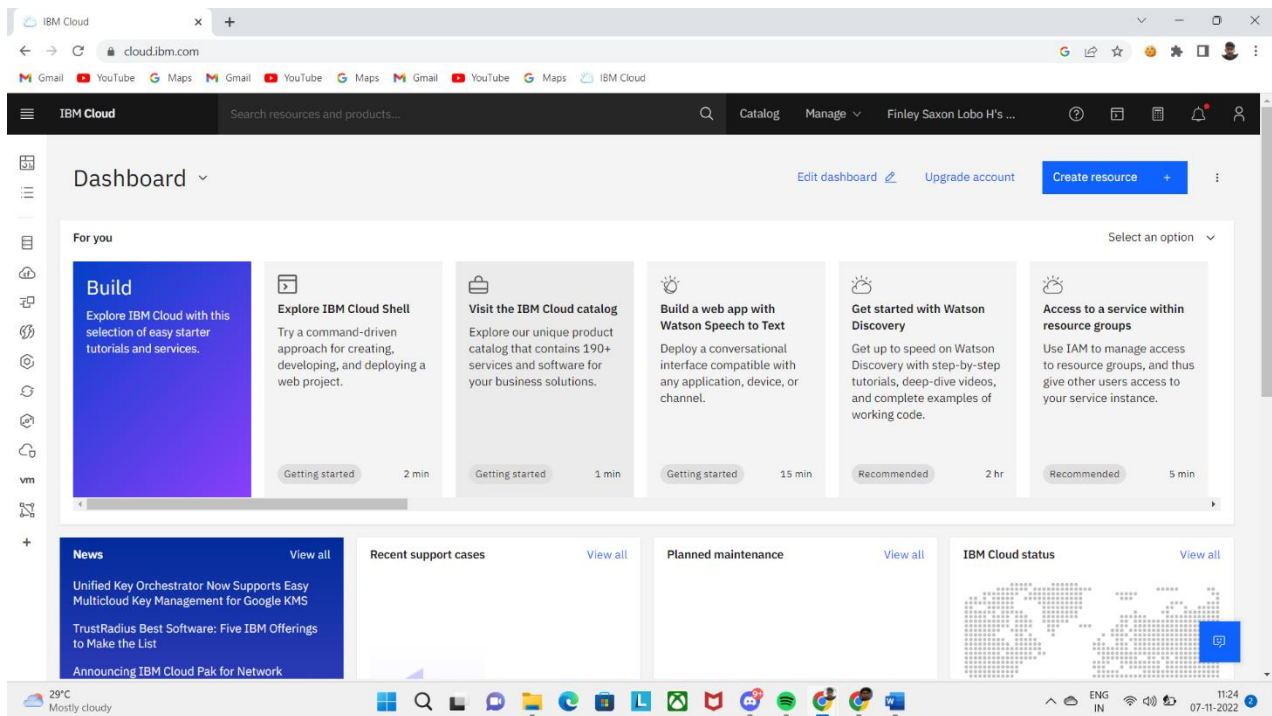 IBM Cloud
cloud.ibm.com
Gmail YouTube Maps Gmail YouTube Maps Gmail YouTube Maps IBM Cloud
IBM Cloud Search resources and products... Catalog Manage Finley Saxon Lobo H's ...
Dashboard Edit dashboard Upgrade account Create resource +
For you Select an option
Build
Explore IBM Cloud with this
selection of easy starter
tutorials and services.
Explore IBM Cloud Shell
Try a command-driven
approach for creating,
developing, and deploying a
web project.
Getting started 2 min
Visit the IBM Cloud catalog
Explore our unique product
catalog that contains 190+
services and software for
your business solutions.
Getting started 1 min
Build a web app with
Watson Speech to Text
Deploy a conversational
interface compatible with
any application, device, or
channel.
Getting started 15 min
Get started with Watson
Discovery
Get up to speed on Watson
Discovery with step-by-step
tutorials, deep-dive videos,
and complete examples of
working code.
Recommended 2 hr
Access to a service within
resource groups
Use IAM to manage access
to resource groups, and thus
give other users access to
your service instance.
Recommended 5 min
vm
News View all
Unified Key Orchestrator Now Supports Easy
Multicloud Key Management for Google KMS
TrustRadius Best Software: Five IBM Offerings
to Make the List
Announcing IBM Cloud Pak for Network
Recent support cases View all
Planned maintenance View all
IBM Cloud status View all
29°C
Mostly cloudy
ENG
IN
11:24
07-11-2022
2